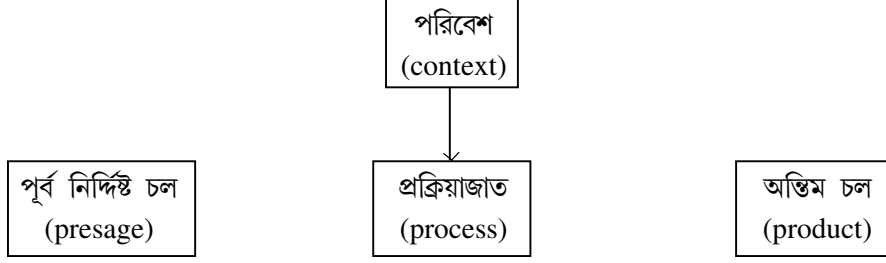 পরিবেশ
(context)
পূর্ব নির্দ্দিষ্ট চল
(presage)
প্রক্রিয়াজাত
(process)
অন্তিম চল
(product)